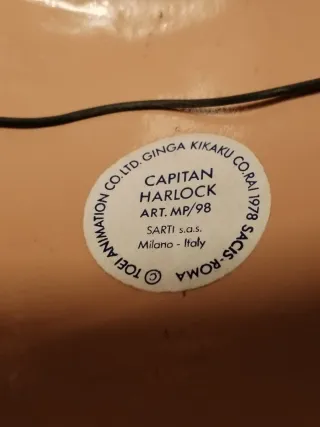 © TOEI ANIMATION CO.LTD. GINGA KIKAKU CO.RAI 1978 SACIS-ROMA
CAPITAN
HARLOCK
ART. MP/98
SARTI s.a.s.
Milano - Italy